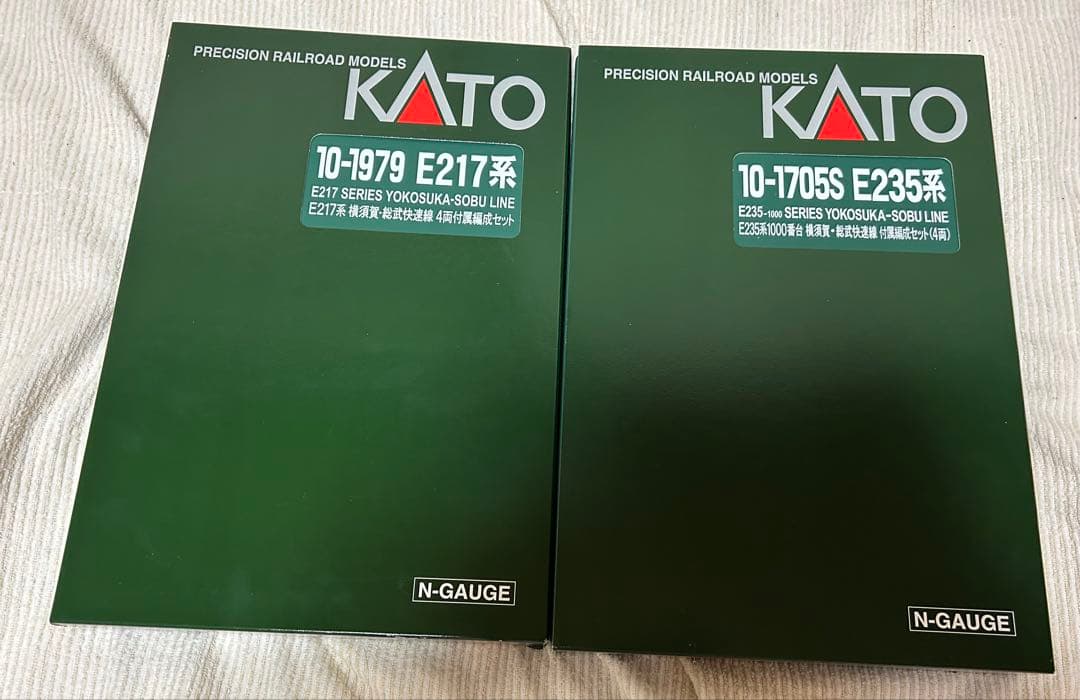 PRECISION RAILROAD MODELS
KATO
10-1979 E217系
E217 SERIES YOKOSUKA-SOBU LINE
E217系 横須賀・総武快速線 4両付属編成セット
N-GAUGE
PRECISION RAILROAD MODELS
KATO
10-1705S E235系
E235-1000 SERIES YOKOSUKA-SOBU LINE
E235系1000番台 横須賀・総武快速線 付属編成セット(4両)
N-GAUGE